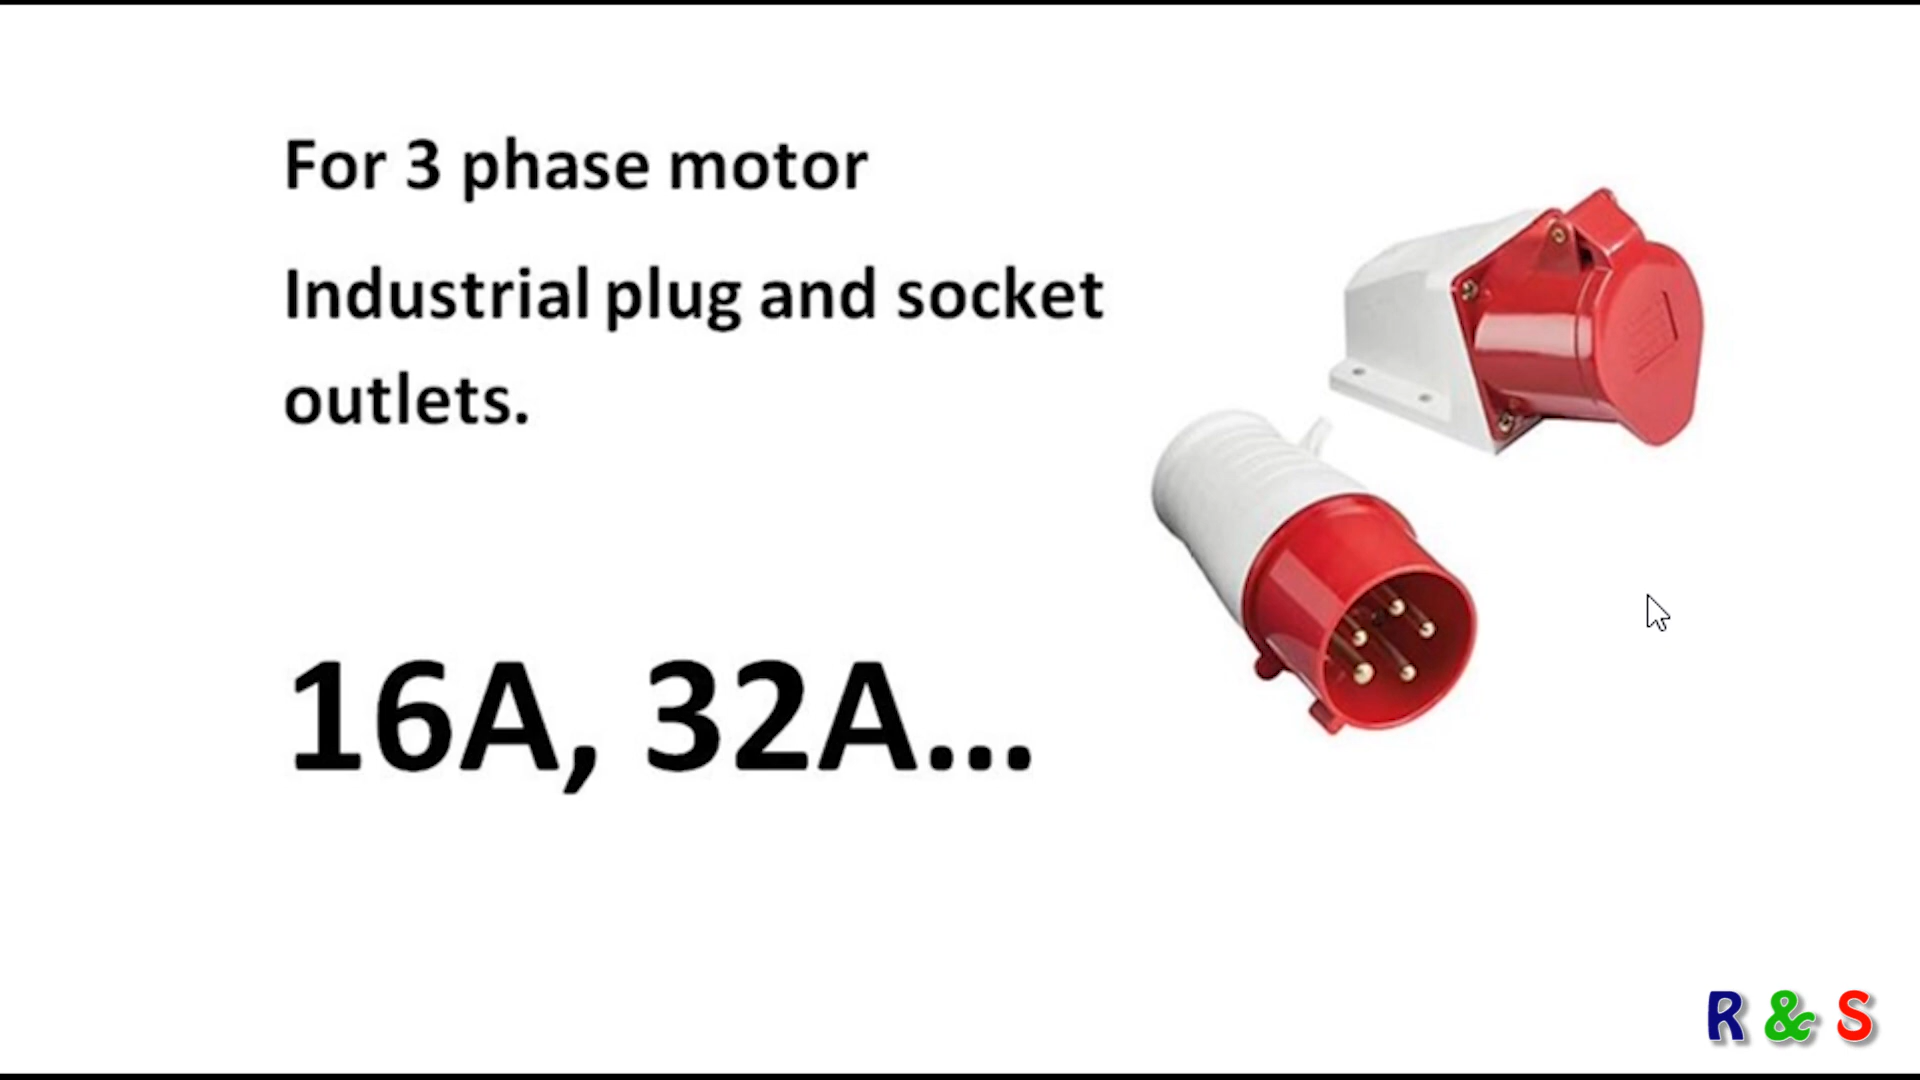 For 3 phase motor
Industrial plug and socket
outlets.
16A, 32A...
R & S